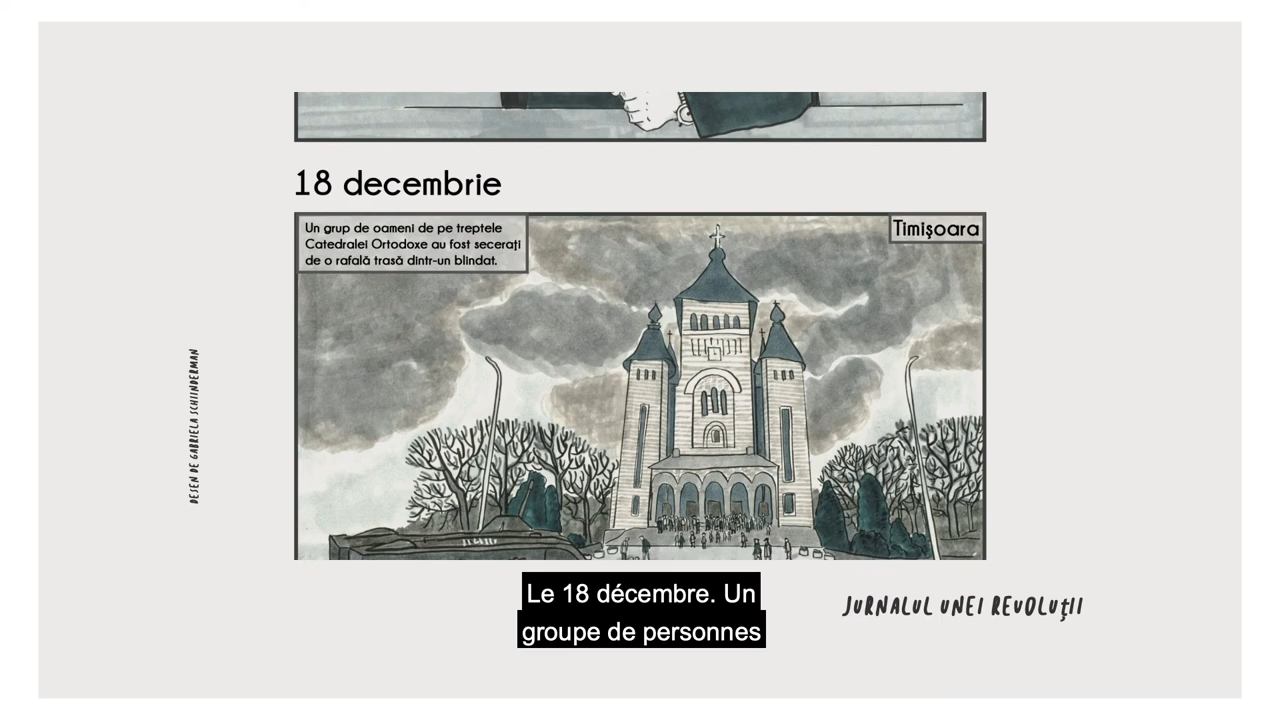 18 decembrie
Un grup de oameni de pe treptele
Catedralei Ortodoxe au fost secerați
de o rafală trasă dintr-un blindat.
Timișoara
DESEN DE GABRIELA SCHIINDERMAN
Le 18 décembre. Un
groupe de personnes
JURNALUL UNEI REVOLUȚII